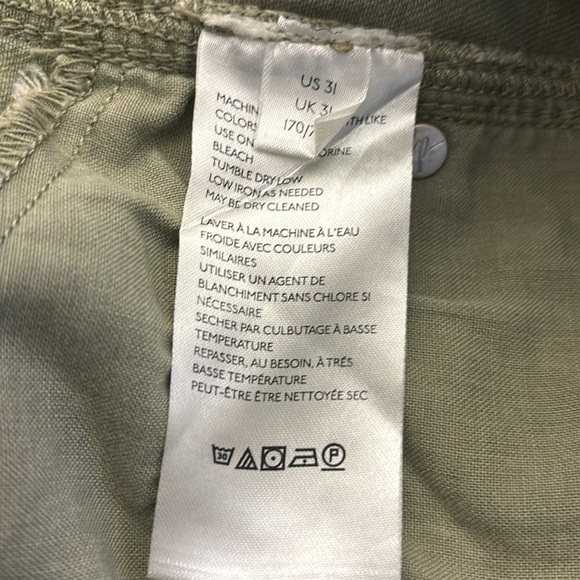 US 31
UK 31
170/7
MACHIN
COLORS
TH LIKE
USE ON
ORINE
BLEACH
TUMBLE DRY LOW
LOW IRON AS NEEDED
MAY BE DRY CLEANED
LAVER À LA MACHINE À L'EAU
FROIDE AVEC COULEURS
SIMILAIRES
UTILISER UN AGENT DE
BLANCHIMENT SANS CHLORE SI
NÉCESSAIRE
SECHER PAR CULBUTAGE À BASSE
TEMPERATURE
REPASSER, AU BESOIN, À TRÉS
BASSE TEMPÉRATURE
PEUT-ÊTRE ÊTRE NETTOYÉE SEC
30 P